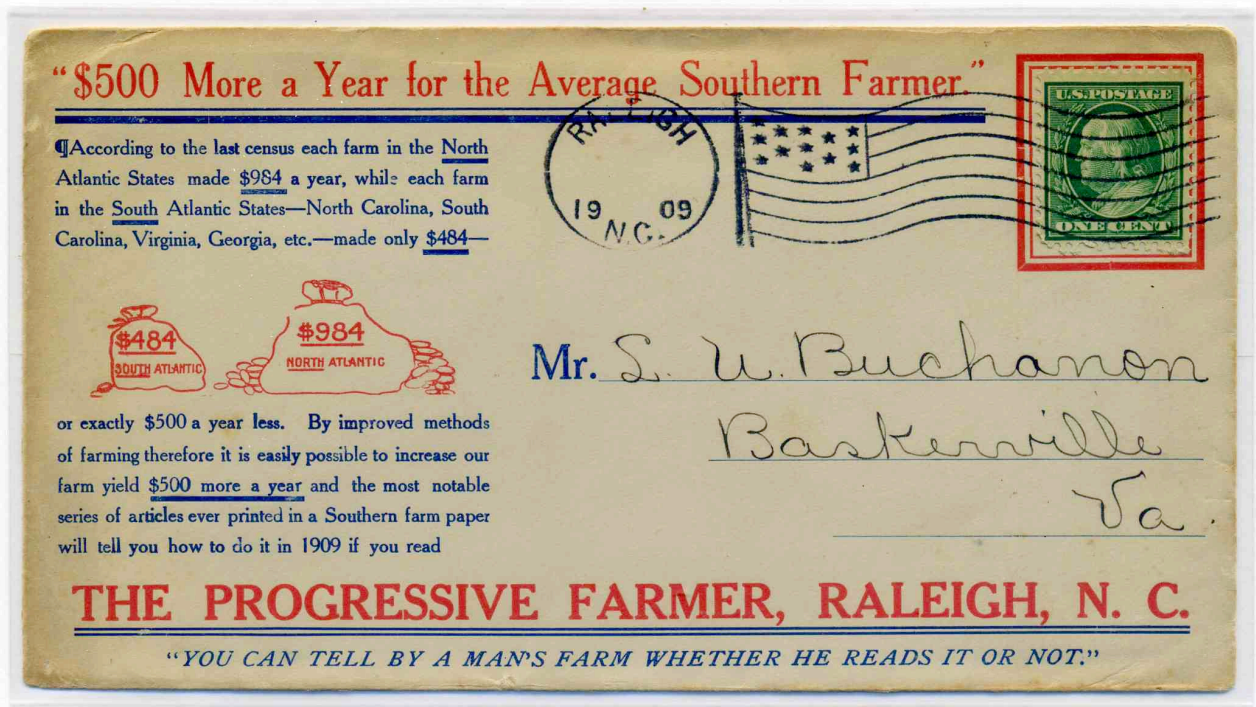 "$500 More a Year for the Average Southern Farmer."
¶According to the last census each farm in the North
Atlantic States made $984 a year, while each farm
in the South Atlantic States—North Carolina, South
Carolina, Virginia, Georgia, etc.—made only $484—
$484
SOUTH ATLANTIC
$984
NORTH ATLANTIC
or exactly $500 a year less. By improved methods
of farming therefore it is easily possible to increase our
farm yield $500 more a year and the most notable
series of articles ever printed in a Southern farm paper
will tell you how to do it in 1909 if you read
RALEIGH
19 09
N.C.
U.S. POSTAGE
ONE CENT
Mr. S. U. Buchanon
Baskerville
Va.
THE PROGRESSIVE FARMER, RALEIGH, N. C.
"YOU CAN TELL BY A MAN'S FARM WHETHER HE READS IT OR NOT."